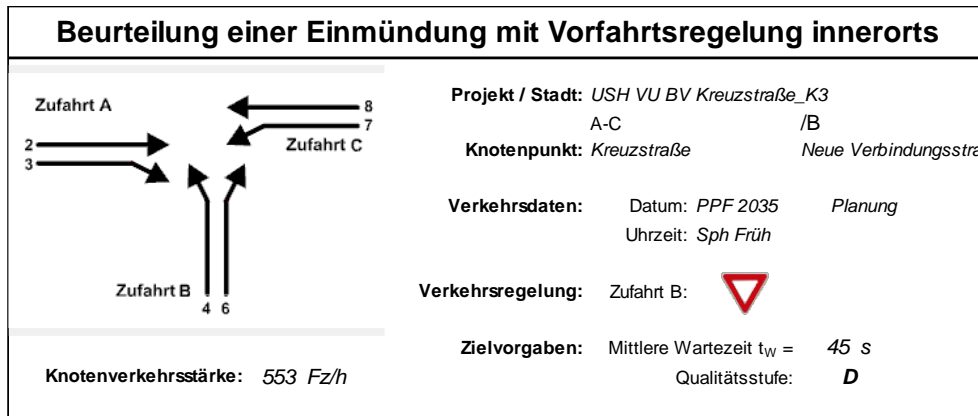 Beurteilung einer Einmündung mit Vorfahrtsregelung innerorts
Zufahrt A
8
7
Zufahrt C
2
3
Zufahrt B
4 6
Knotenverkehrsstärke: 553 Fz/h
Projekt / Stadt: USH VU BV Kreuzstraße_K3
A-C /B
Knotenpunkt: Kreuzstraße Neue Verbindungsstra
Verkehrsdaten: Datum: PPF 2035 Planung
Uhrzeit: Sph Früh
Verkehrsregelung: Zufahrt B:
Zielvorgaben: Mittlere Wartezeit tW = 45 s
Qualitätsstufe: D